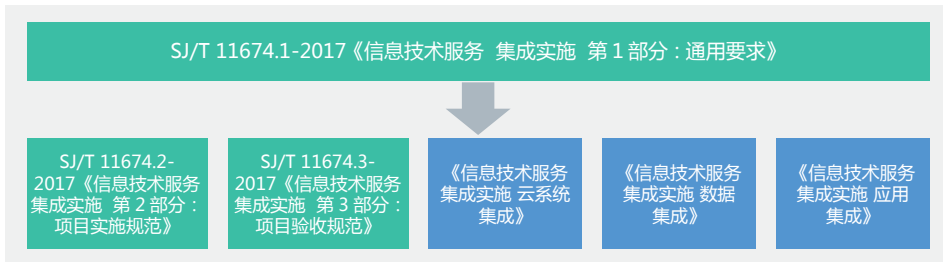 SJ/T 11674.1-2017《信息技术服务 集成实施 第1部分：通用要求》
SJ/T 11674.2-
2017《信息技术服务
集成实施 第2部分：
项目实施规范》
SJ/T 11674.3-
2017《信息技术服务
集成实施 第3部分：
项目验收规范》
《信息技术服务
集成实施 云系统
集成》
《信息技术服务
集成实施 数据
集成》
《信息技术服务
集成实施 应用
集成》